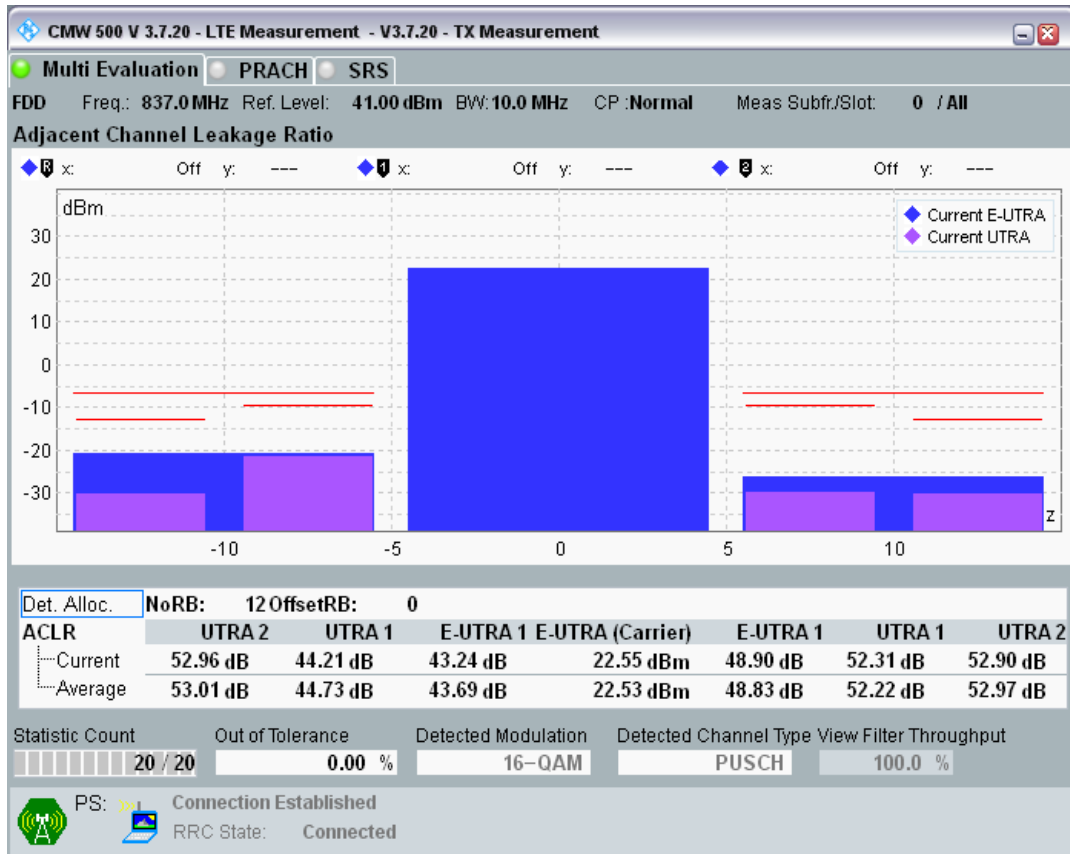 CMW 500 V 3.7.20 - LTE Measurement - V3.7.20 - TX Measurement
Multi Evaluation PRACH SRS
FDD Freq.: 837.0 MHz Ref. Level: 41.00 dBm BW: 10.0 MHz CP :Normal Meas Subfr./Slot: 0 / All
Adjacent Channel Leakage Ratio
R x: Off y: --- 1 x: Off y: --- 2 x: Off y: ---
dBm
Current E-UTRA
Current UTRA
30
20
10
0
-10
-20
-30
z
-10 -5 0 5 10
Det. Alloc. NoRB: 12 OffsetRB: 0
ACLR UTRA 2 UTRA 1 E-UTRA 1 E-UTRA (Carrier) E-UTRA 1 UTRA 1 UTRA 2
Current 52.96 dB 44.21 dB 43.24 dB 22.55 dBm 48.90 dB 52.31 dB 52.90 dB
Average 53.01 dB 44.73 dB 43.69 dB 22.53 dBm 48.83 dB 52.22 dB 52.97 dB
Statistic Count Out of Tolerance Detected Modulation Detected Channel Type View Filter Throughput
20 / 20 0.00 % 16-QAM PUSCH 100.0 %
PS: Connection Established
RRC State: Connected